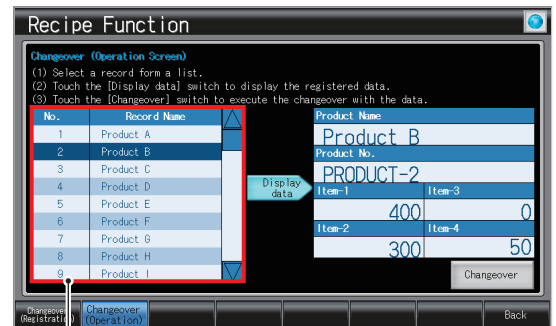 Recipe Function
Changeover (Operation Screen)
(1) Select a record form a list.
(2) Touch the [Display data] switch to display the registered data.
(3) Touch the [Changeover] switch to execute the changeover with the data.
No. Record Name
1 Product A
2 Product B
3 Product C
4 Product D
5 Product E
6 Product F
7 Product G
8 Product H
9 Product I
Display
data
Product Name
Product B
Product No.
PRODUCT-2
Item-1 Item-3
400 0
Item-2 Item-4
300 50
Changeover
Changeover
(Registration)
Changeover
(Operation)
Back